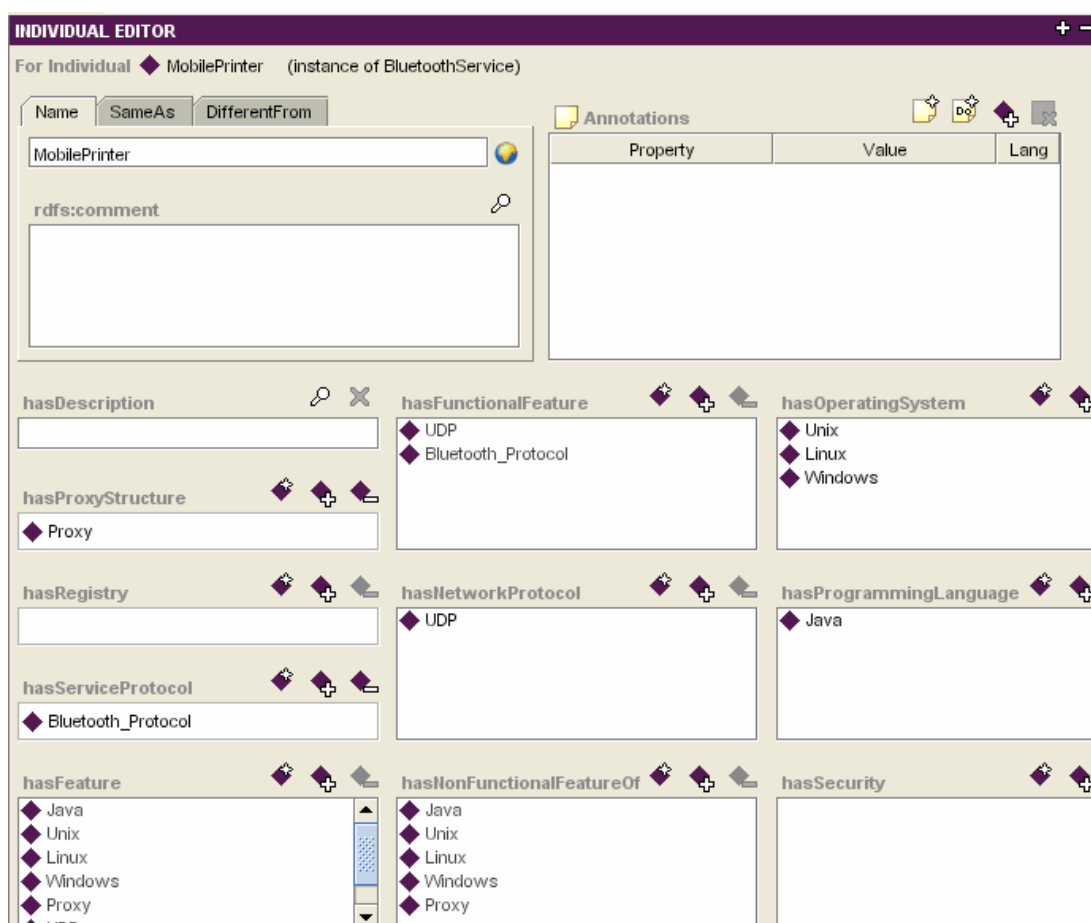 INDIVIDUAL EDITOR
For Individual MobilePrinter (instance of BluetoothService)
Name SameAs DifferentFrom
MobilePrinter
rdfs:comment
Annotations
Property Value Lang
hasDescription
hasProxyStructure
Proxy
hasRegistry
hasServiceProtocol
Bluetooth_Protocol
hasFeature
Java
Unix
Linux
Windows
Proxy
UDP
hasFunctionalFeature
UDP
Bluetooth_Protocol
hasNetworkProtocol
UDP
hasNonFunctionalFeatureOf
Java
Unix
Linux
Windows
Proxy
hasOperatingSystem
Unix
Linux
Windows
hasProgrammingLanguage
Java
hasSecurity